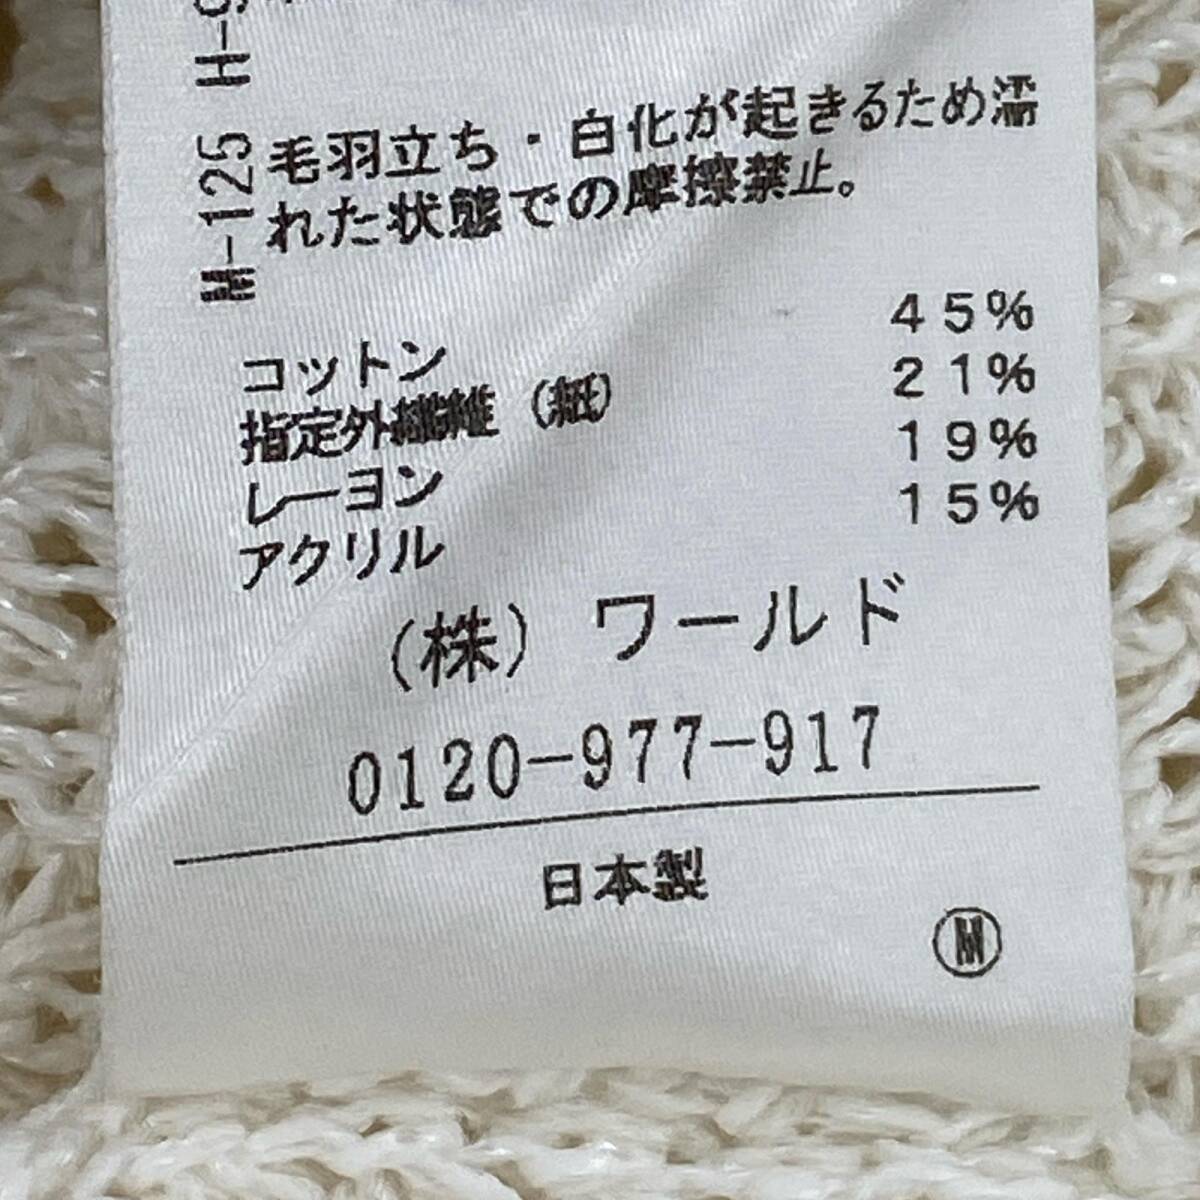 M-125
毛羽立ち・白化が起きるため濡
れた状態での摩擦禁止。
コットン 45%
指定外繊維(紙) 21%
レーヨン 19%
アクリル 15%
(株)ワールド
0120-977-917
日本製
Ⓜ